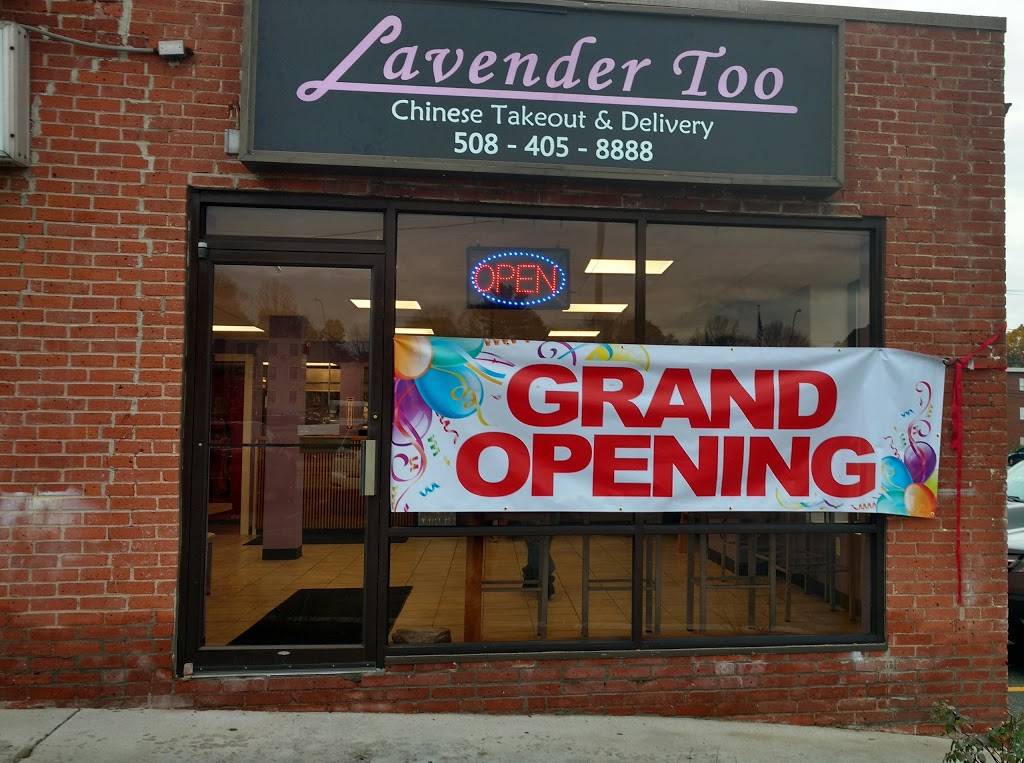 Lavender Too
Chinese Takeout & Delivery
508 - 405 - 8888
OPEN
GRAND
OPENING